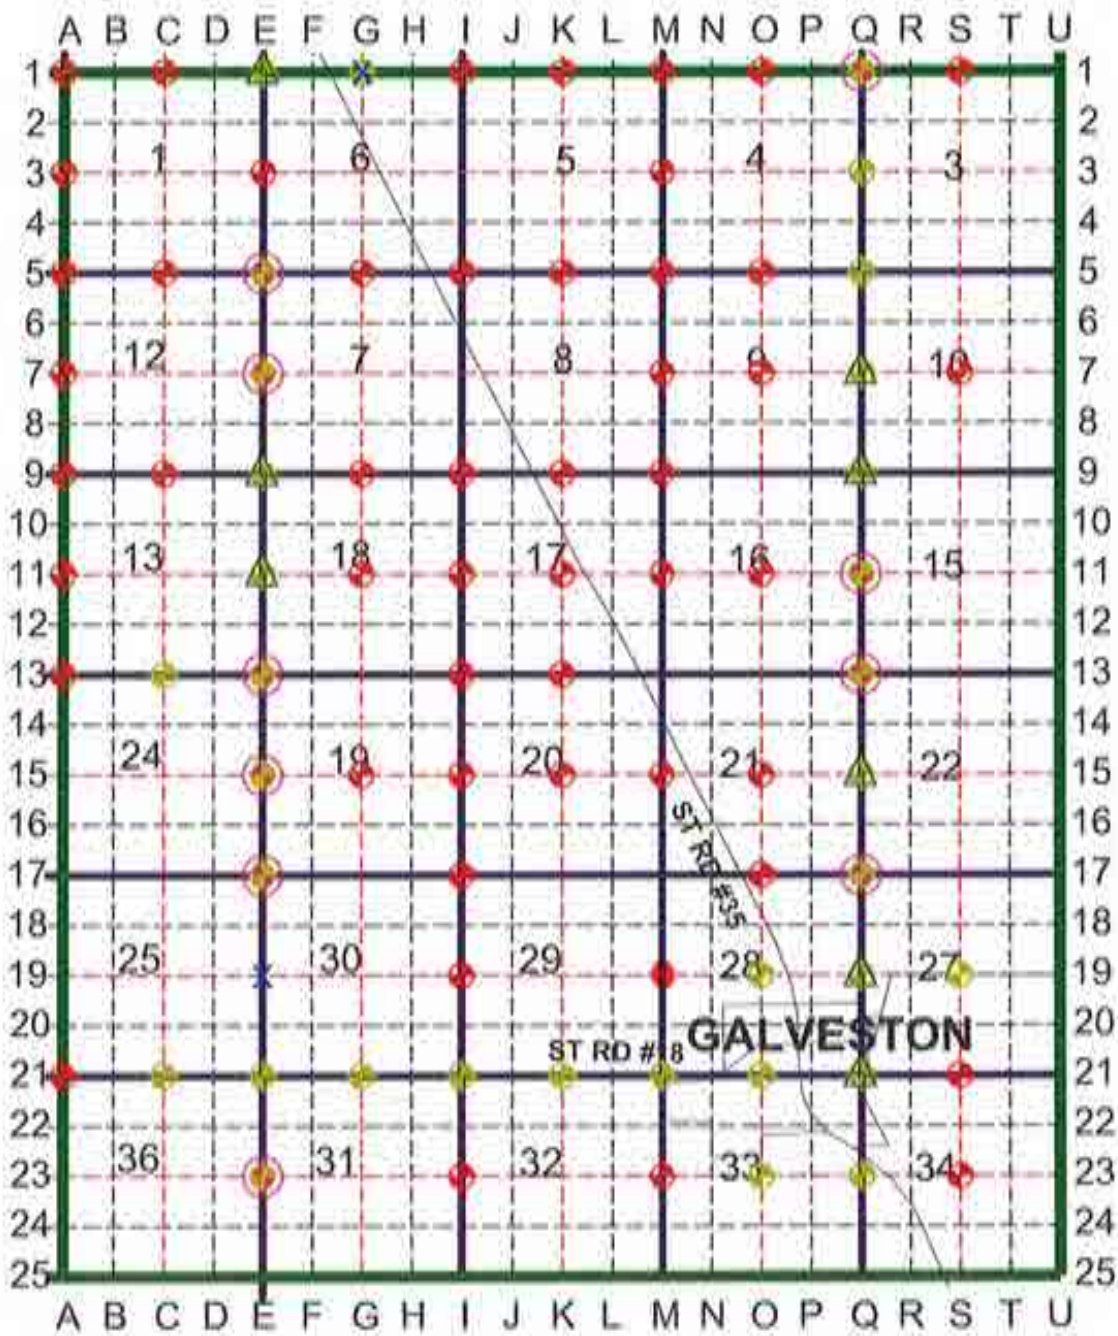 A B C D E F G H I J K L M N O P Q R S T U
1 1
2 2
3 1 6 5 4 3 3
4 4
5 5
6 6
7 12 7 8 9 10 7
8 8
9 9
10 10
11 13 18 17 16 15 11
12 12
13 13
14 14
15 24 19 20 21 22 15
16 16
ST RD #35
17 17
18 18
19 25 30 29 28 27 19
20 GALVESTON 20
ST RD #18
21 21
22 22
23 36 31 32 33 34 23
24 24
25 25
A B C D E F G H I J K L M N O P Q R S T U